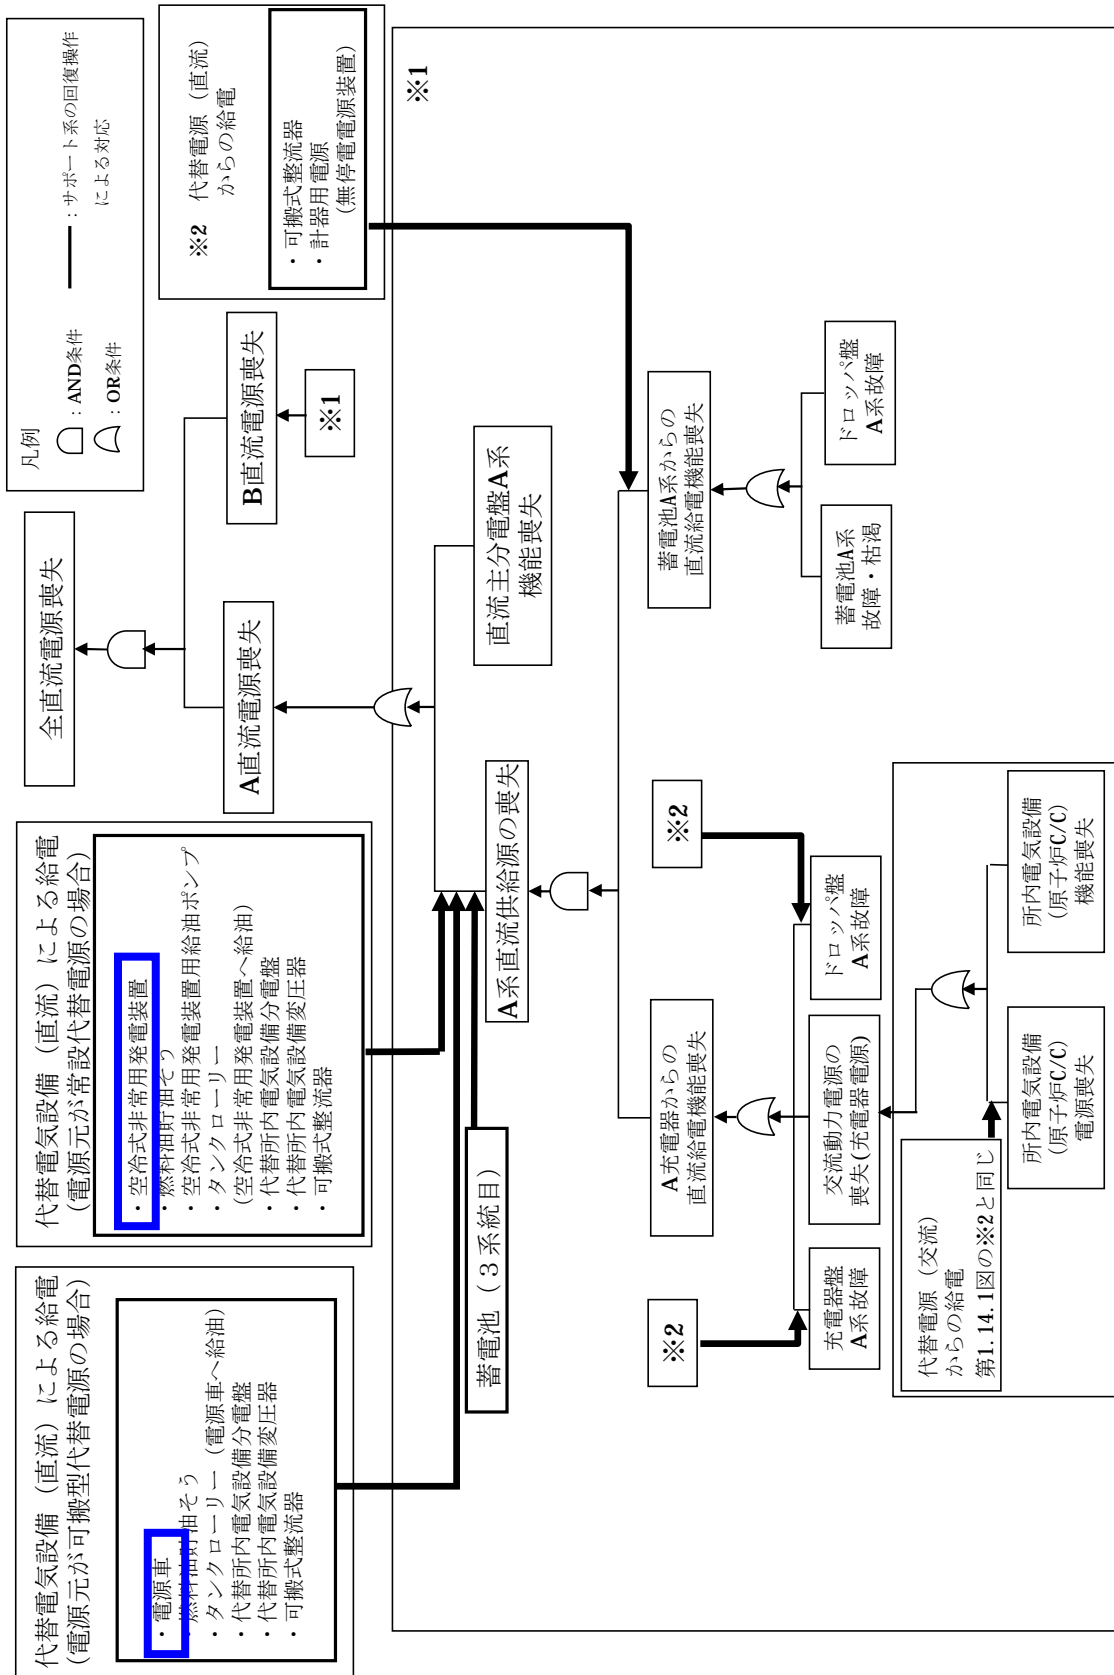 代替電気設備（直流）による給電
（電源元が可搬型代替電源の場合）
・電源車
・燃料油貯油そう
・タンクローリー（電源車へ給油）
・代替所内電気設備分電盤
・代替所内電気設備変圧器
・可搬式整流器
代替電気設備（直流）による給電
（電源元が常設代替電源の場合）
・空冷式非常用発電装置
・燃料油貯油そう
・空冷式非常用発電装置用給油ポンプ
・タンクローリー
（空冷式非常用発電装置へ給油）
・代替所内電気設備分電盤
・代替所内電気設備変圧器
・可搬式整流器
蓄電池（３系統目）
全直流電源喪失
A直流電源喪失
B直流電源喪失
※1
凡例
：AND条件
：OR条件
：サポート系の回復操作
による対応
※2 代替電源（直流）
からの給電
・可搬式整流器
・計器用電源
（無停電電源装置）
※1
A系直流供給源の喪失
直流主分電盤A系
機能喪失
A充電器からの
直流給電機能喪失
蓄電池A系からの
直流給電機能喪失
※2
※2
充電器盤
A系故障
交流動力電源の
喪失(充電器電源)
ドロッパ盤
A系故障
蓄電池A系
故障・枯渇
ドロッパ盤
A系故障
代替電源（交流）
からの給電
第1.14.1図の※2と同じ
所内電気設備
(原子炉C/C)
電源喪失
所内電気設備
(原子炉C/C)
機能喪失